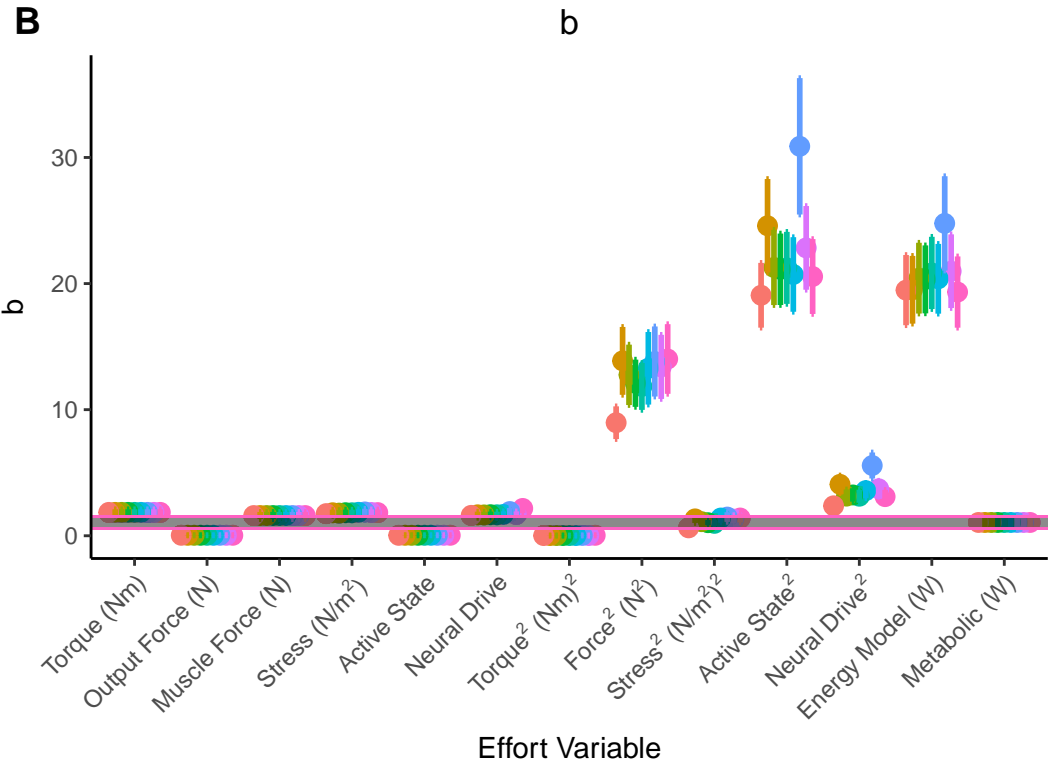 B
b
b
30
20
10
0
Torque (Nm)
Output Force (N)
Muscle Force (N)
Stress (N/m²)
Active State
Neural Drive
Torque² (Nm)²
Force² (N²)
Stress² (N/m²)²
Active State²
Neural Drive²
Energy Model (W)
Metabolic (W)
Effort Variable